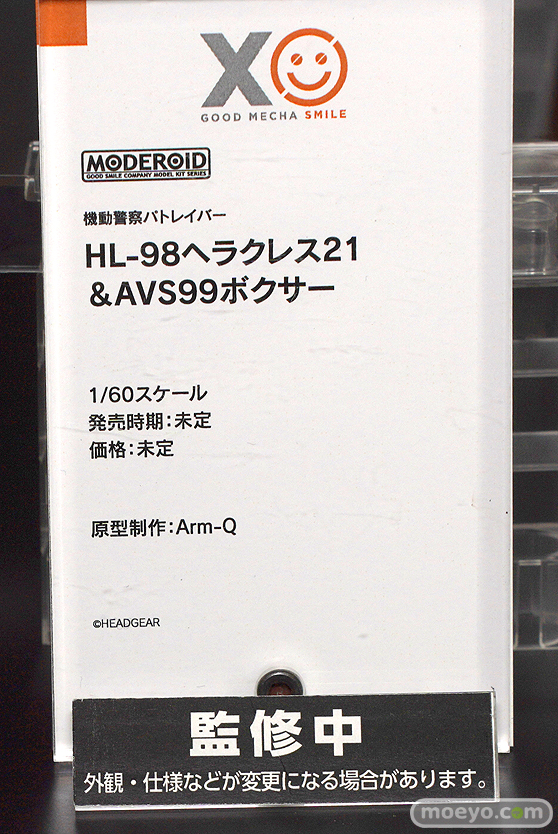 XO
GOOD MECHA SMILE
MODEROID
GOOD SMILE COMPANY MODEL KIT SERIES
機動警察パトレイバー
HL-98ヘラクレス21
&AVS99ボクサー
1/60スケール
発売時期:未定
価格:未定
原型制作:Arm-Q
©HEADGEAR
監修中
外観・仕様などが変更になる場合があります。
moeyo.com